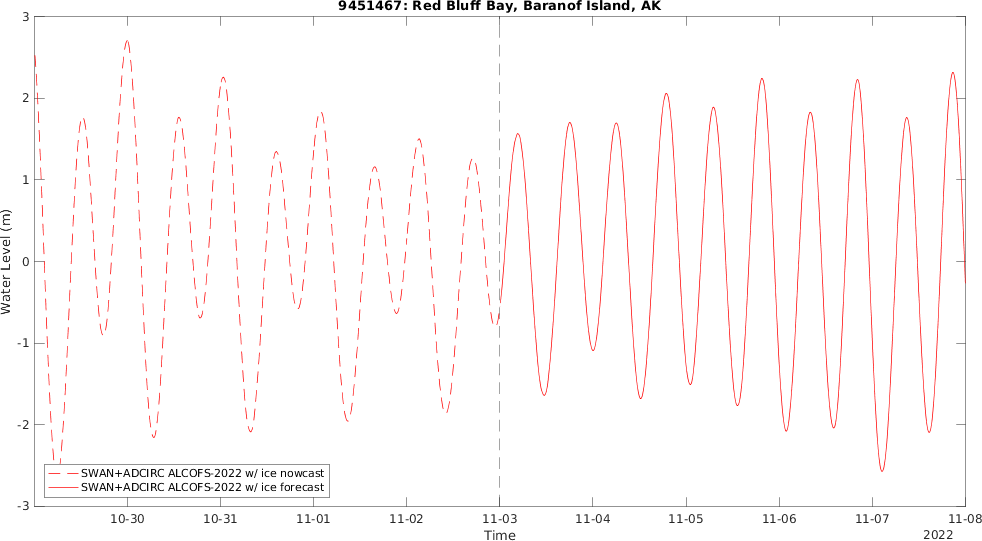 9451467: Red Bluff Bay, Baranof Island, AK
3
2
1
0
-1
-2
-3
Water Level (m)
SWAN+ADCIRC ALCOFS-2022 w/ ice nowcast
SWAN+ADCIRC ALCOFS-2022 w/ ice forecast
10-30 10-31 11-01 11-02 11-03 11-04 11-05 11-06 11-07 11-08
Time
2022